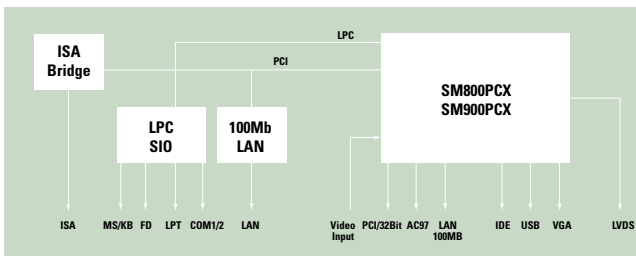 LPC
PCI
ISA
Bridge
SM800PCX
SM900PCX
LPC
SIO
100Mb
LAN
ISA
MS/KB
FD
LPT
COM1/2
LAN
Video
Input
PCI/32Bit
AC97
LAN
100MB
IDE
USB
VGA
LVDS